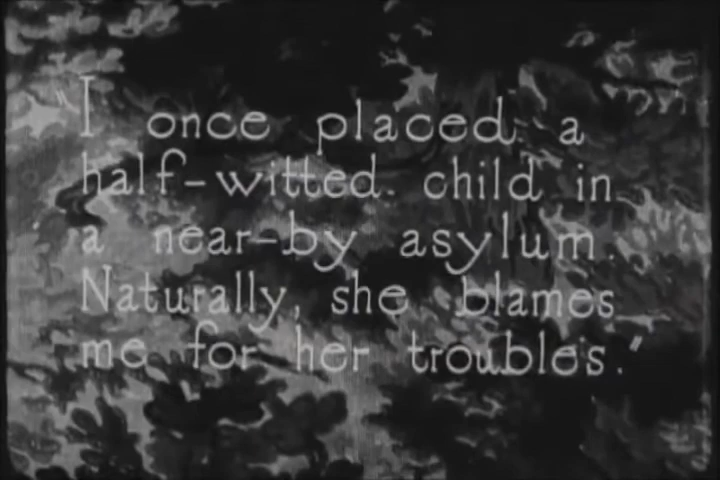 "I once placed a
half-witted child in
a near-by asylum.
Naturally, she blames
me for her troubles."